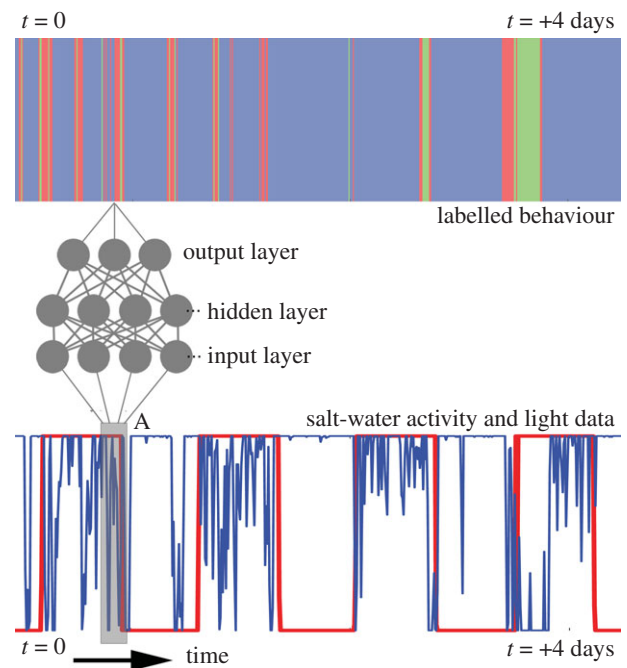 t = 0
t = +4 days
labelled behaviour
output layer
··· hidden layer
··· input layer
A
salt-water activity and light data
t = 0
time
t = +4 days